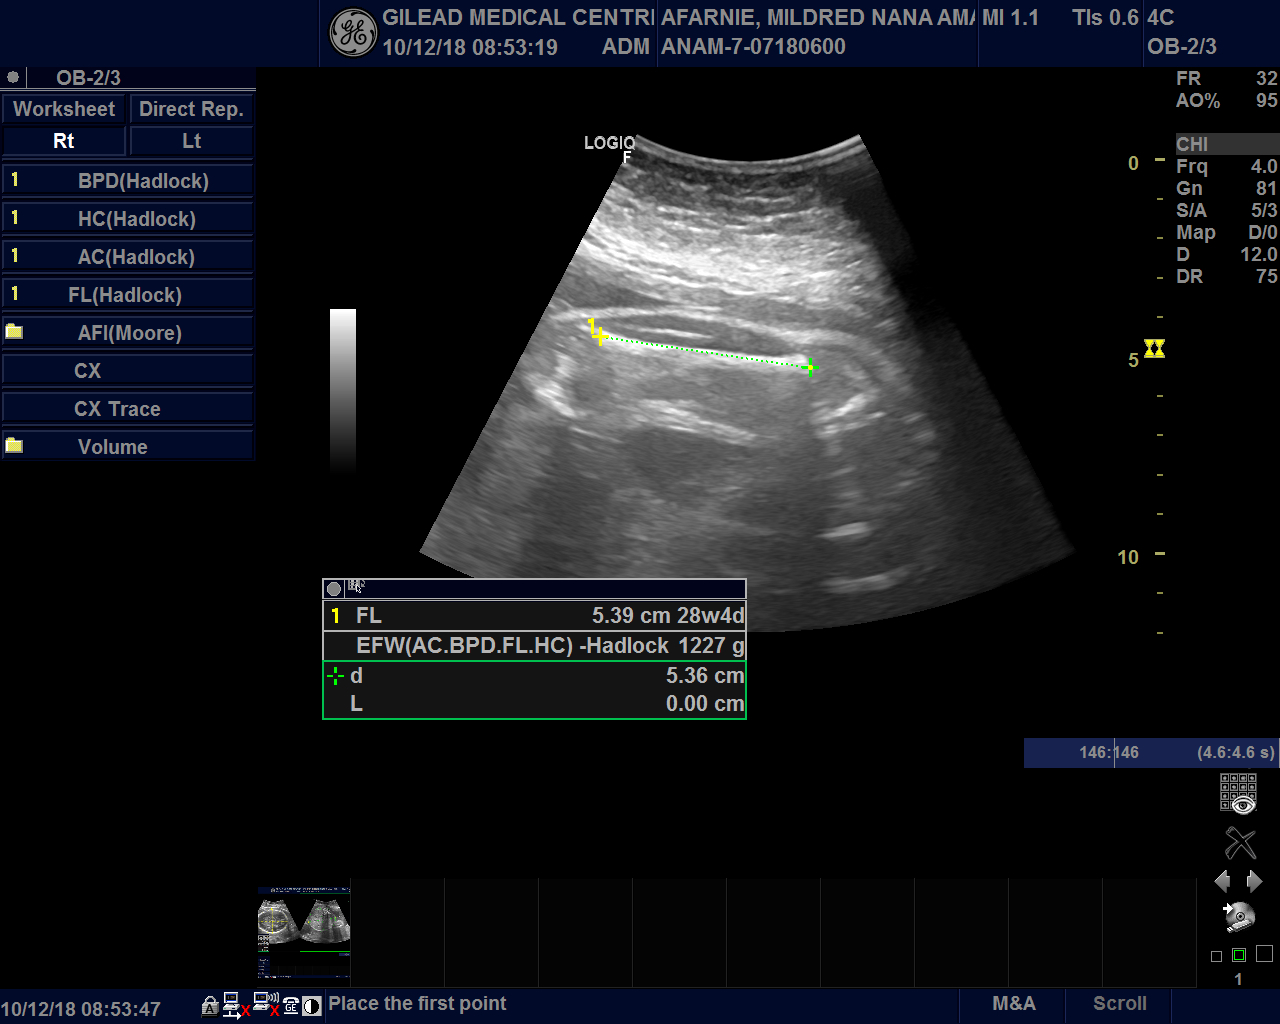 GILEAD MEDICAL CENTR
AFARNIE, MILDRED NANA AMA
MI 1.1
TIs 0.6
4C
10/12/18 08:53:19
ADM
ANAM-7-07180600
OB-2/3
OB-2/3
Worksheet
Direct Rep.
Rt
Lt
1 BPD(Hadlock)
1 HC(Hadlock)
1 AC(Hadlock)
1 FL(Hadlock)
AFI(Moore)
CX
CX Trace
Volume
LOGIQ
F
1
FR 32
AO% 95
CHI
Frq 4.0
Gn 81
S/A 5/3
Map D/0
D 12.0
DR 75
0
5
10
1 FL 5.39 cm 28w4d
EFW(AC.BPD.FL.HC) -Hadlock 1227 g
d 5.36 cm
L 0.00 cm
146:146 (4.6:4.6 s)
1
10/12/18 08:53:47
A
GE
Place the first point
M&A
Scroll